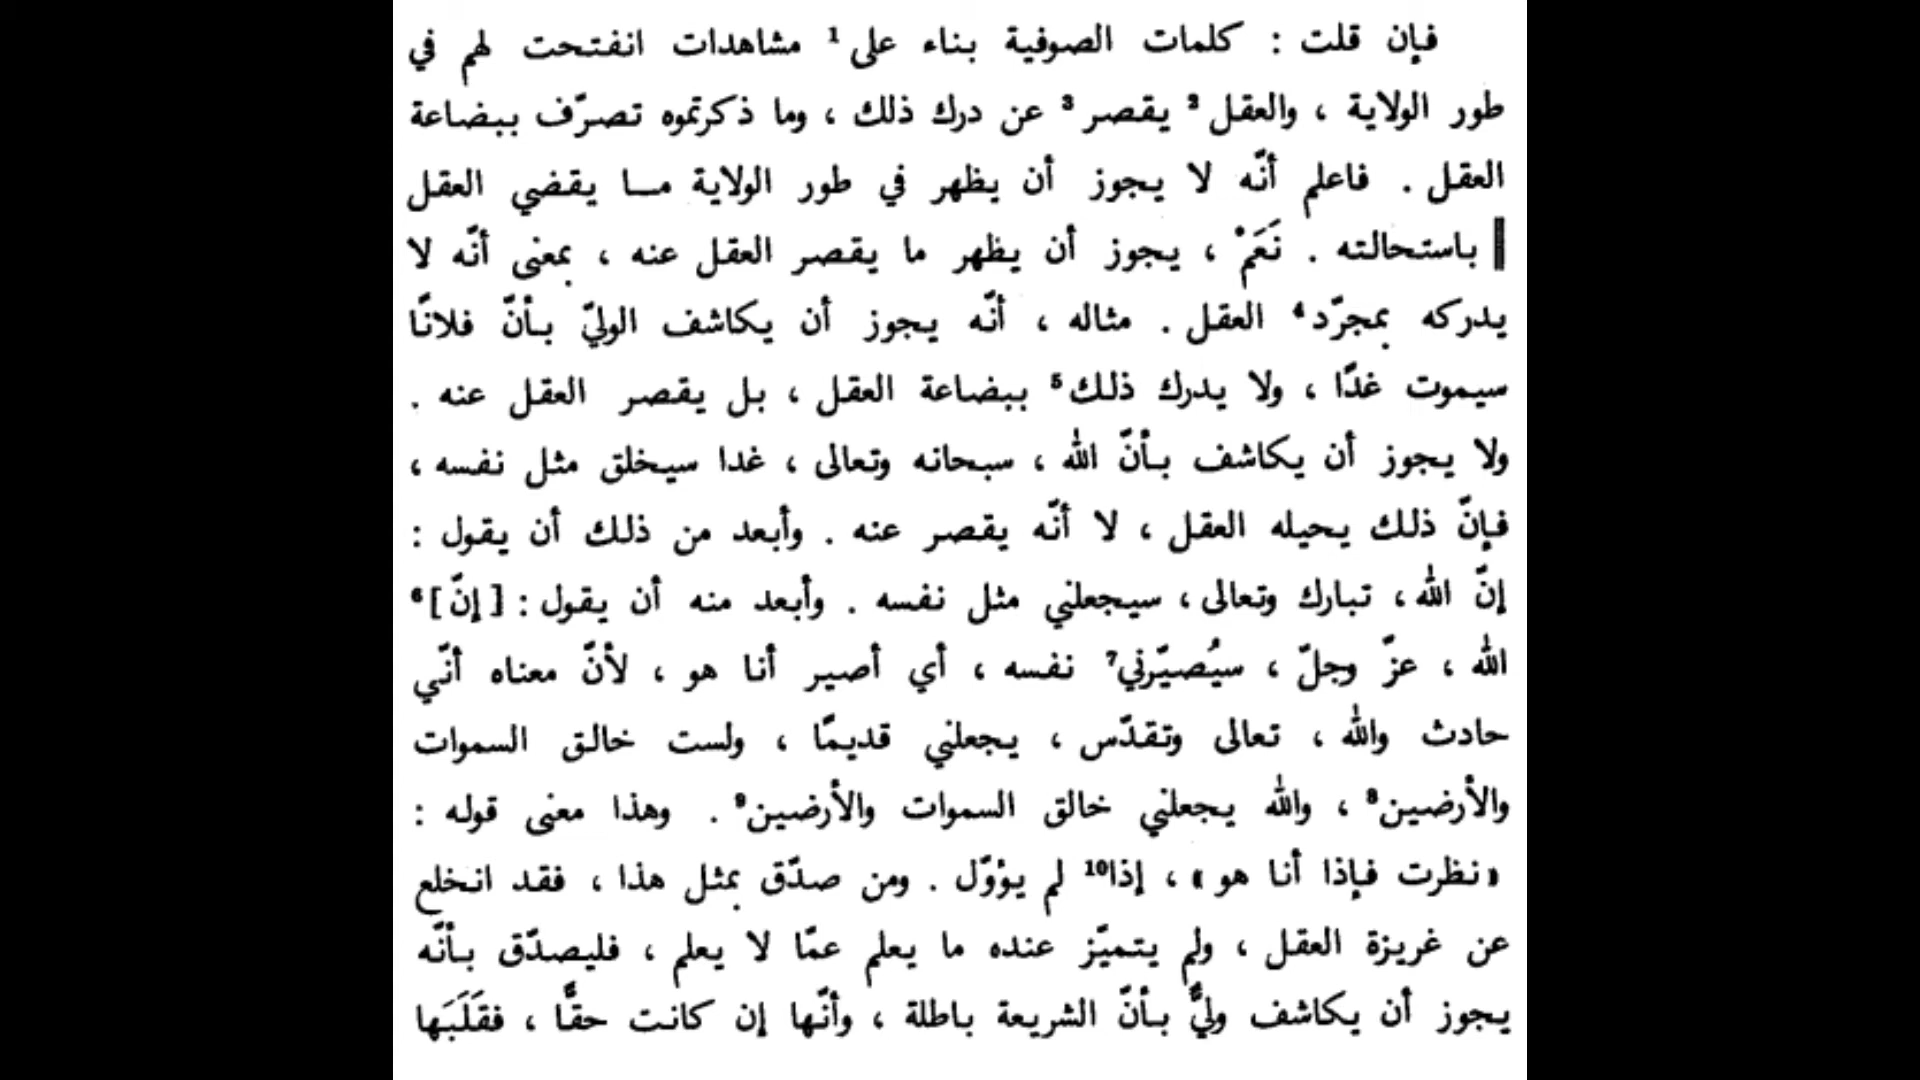 فإن قلت : كلمات الصوفية بناء على¹ مشاهدات انفتحت لهم في
طور الولاية ، والعقل² يقصر³ عن درك ذلك ، وما ذكرتموه تصرّف ببضاعة
العقل . فاعلم أنّه لا يجوز أن يظهر في طور الولاية مـا يقضي العقل
‖ باستحالته . نَعَمْ ، يجوز أن يظهر ما يقصر العقل عنه ، بمعنى أنّه لا
يدركه بمجرّد⁴ العقل . مثاله ، أنّه يجوز أن يكاشف الوليّ بأنّ فلانًا
سيموت غدًا ، ولا يدرك ذلك⁵ ببضاعة العقل ، بل يقصر العقل عنه .
ولا يجوز أن يكاشف بأنّ الله ، سبحانه وتعالى ، غدا سيخلق مثل نفسه ،
فإنّ ذلك يحيله العقل ، لا أنّه يقصر عنه . وأبعد من ذلك أن يقول :
إنّ الله ، تبارك وتعالى ، سيجعلني مثل نفسه . وأبعد منه أن يقول : [إنّ]⁶
الله ، عزّ وجلّ ، سيُصيّرني⁷ نفسه ، أي أصير أنا هو ، لأنّ معناه أنّي
حادث والله ، تعالى وتقدّس ، يجعلني قديمًا ، ولست خالق السموات
والأرضين⁸ ، والله يجعلني خالق السموات والأرضين⁹ . وهذا معنى قوله :
« نظرت فإذا أنا هو » ، إذا¹⁰ لم يؤوّل . ومن صدّق بمثل هذا ، فقد انخلع
عن غريزة العقل ، ولم يتميّز عنده ما يعلم عمّا لا يعلم ، فليصدّق بأنّه
يجوز أن يكاشف وليٌّ بأنّ الشريعة باطلة ، وأنّها إن كانت حقًّا ، فقَلَبَها